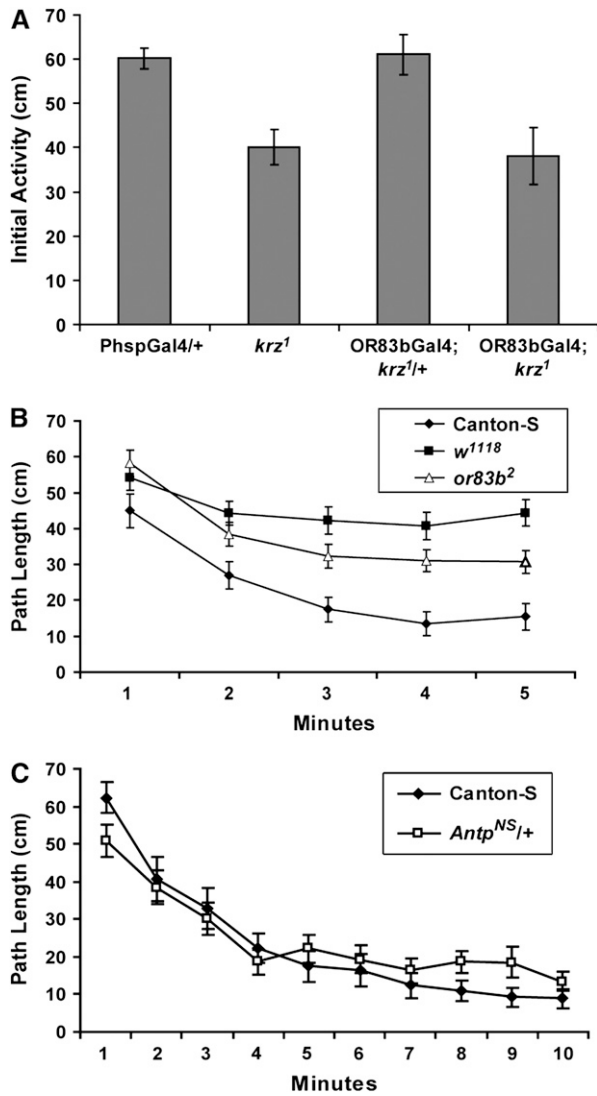 A
Initial Activity (cm)
70
60
50
40
30
20
10
0
PhspGal4/+
krz¹
OR83bGal4;
krz¹/+
OR83bGal4;
krz¹
B
Path Length (cm)
70
60
50
40
30
20
10
0
Canton-S
w¹¹¹⁸
or83b²
1 2 3 4 5
Minutes
C
Path Length (cm)
70
60
50
40
30
20
10
0
Canton-S
Antpᴺˢ/+
1 2 3 4 5 6 7 8 9 10
Minutes